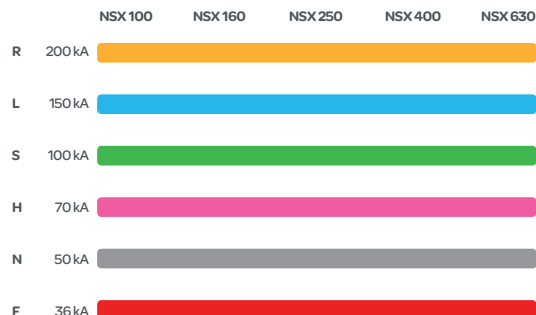 NSX 100 NSX 160 NSX 250 NSX 400 NSX 630
R 200 kA
L 150 kA
S 100 kA
H 70 kA
N 50 kA
F 36 kA